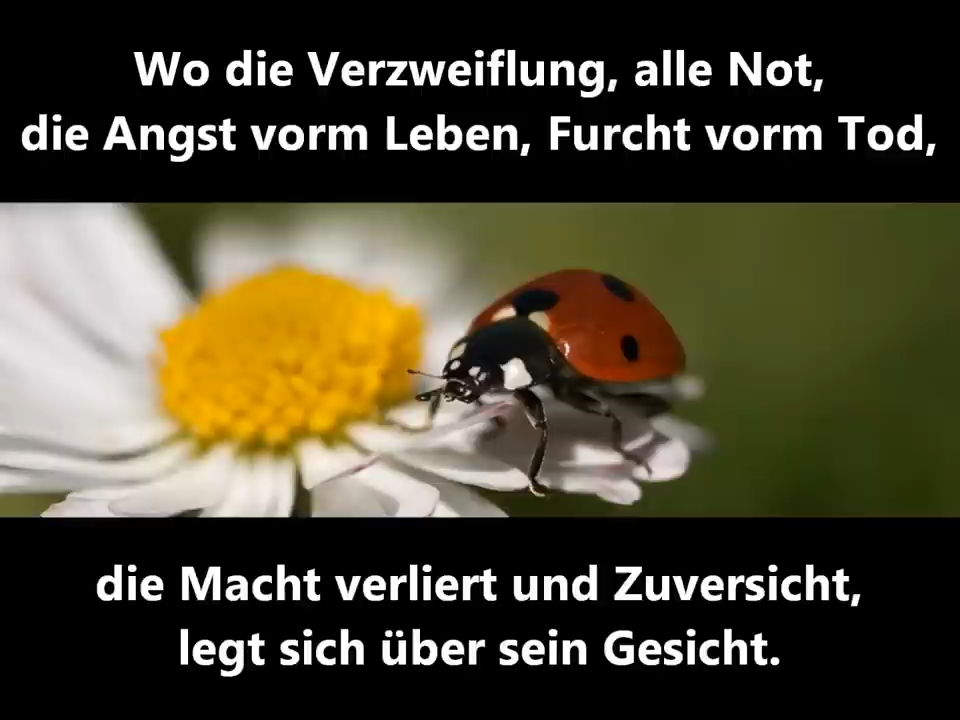 Wo die Verzweiflung, alle Not,
die Angst vorm Leben, Furcht vorm Tod,
die Macht verliert und Zuversicht,
legt sich über sein Gesicht.